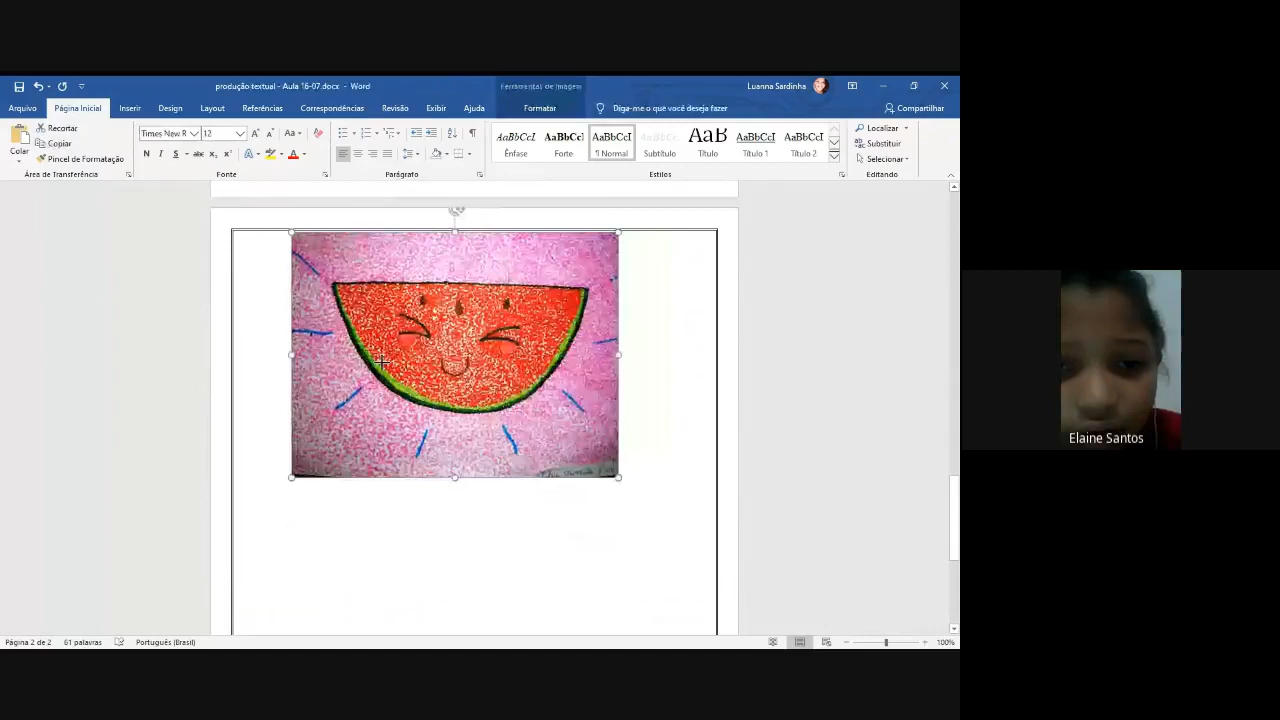 produção textual - Aula 16-07.docx - Word
Ferramentas de Imagem
Luanna Sardinha
Arquivo Página Inicial Inserir Design Layout Referências Correspondências Revisão Exibir Ajuda Formatar Diga-me o que você deseja fazer Compartilhar
Colar
Recortar
Copiar
Pincel de Formatação
Área de Transferência
Times New R 12
N I S abc x₂ x²
Fonte
Parágrafo
AaBbCcI AaBbCc AaBbCcI AaBbCcI AaB AaBbCcI AaBbCcI
Ênfase Forte ¶ Normal Subtítulo Título Título 1 Título 2
Estilos
Localizar
Substituir
Selecionar
Editando
Elaine Santos
Página 2 de 2 61 palavras Português (Brasil) 100%